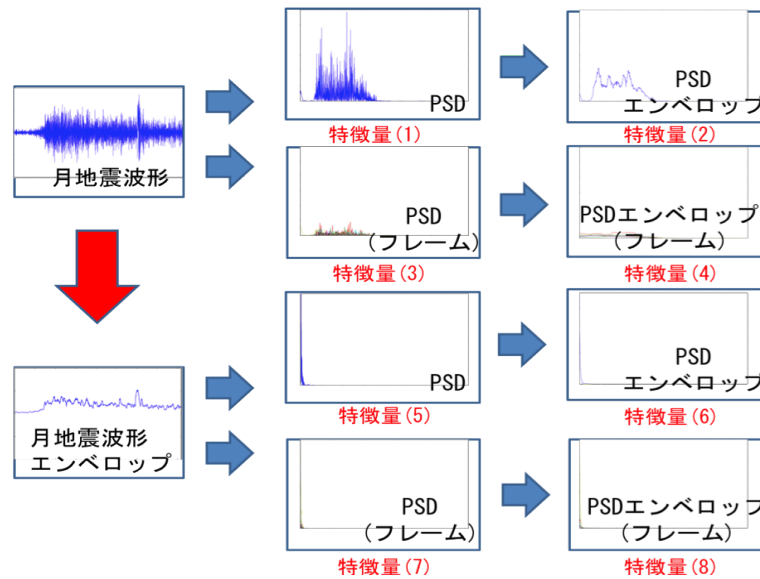 PSD
特徴量(1)
PSD
エンベロップ
特徴量(2)
月地震波形
PSD
(フレーム)
特徴量(3)
PSDエンベロップ
(フレーム)
特徴量(4)
PSD
特徴量(5)
PSD
エンベロップ
特徴量(6)
月地震波形
エンベロップ
PSD
(フレーム)
特徴量(7)
PSDエンベロップ
(フレーム)
特徴量(8)